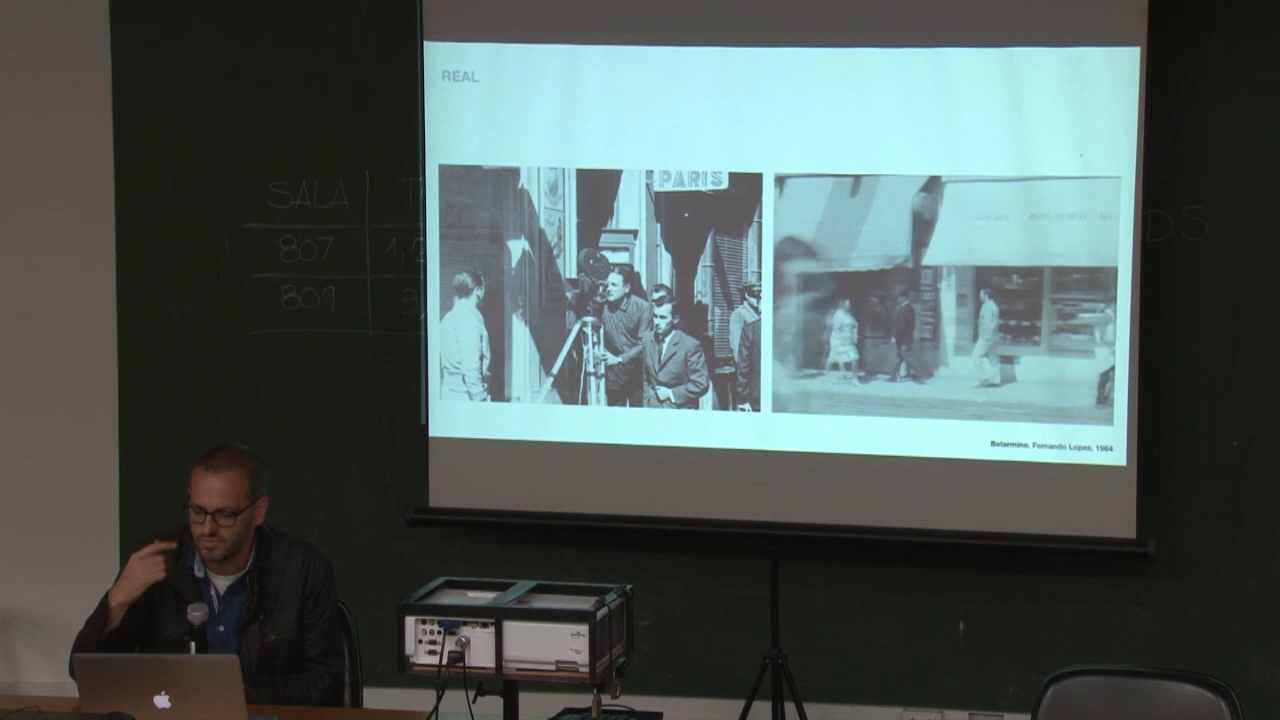 REAL
PARIS
Belarmino, Fernando Lopes, 1964
SALA
807
809